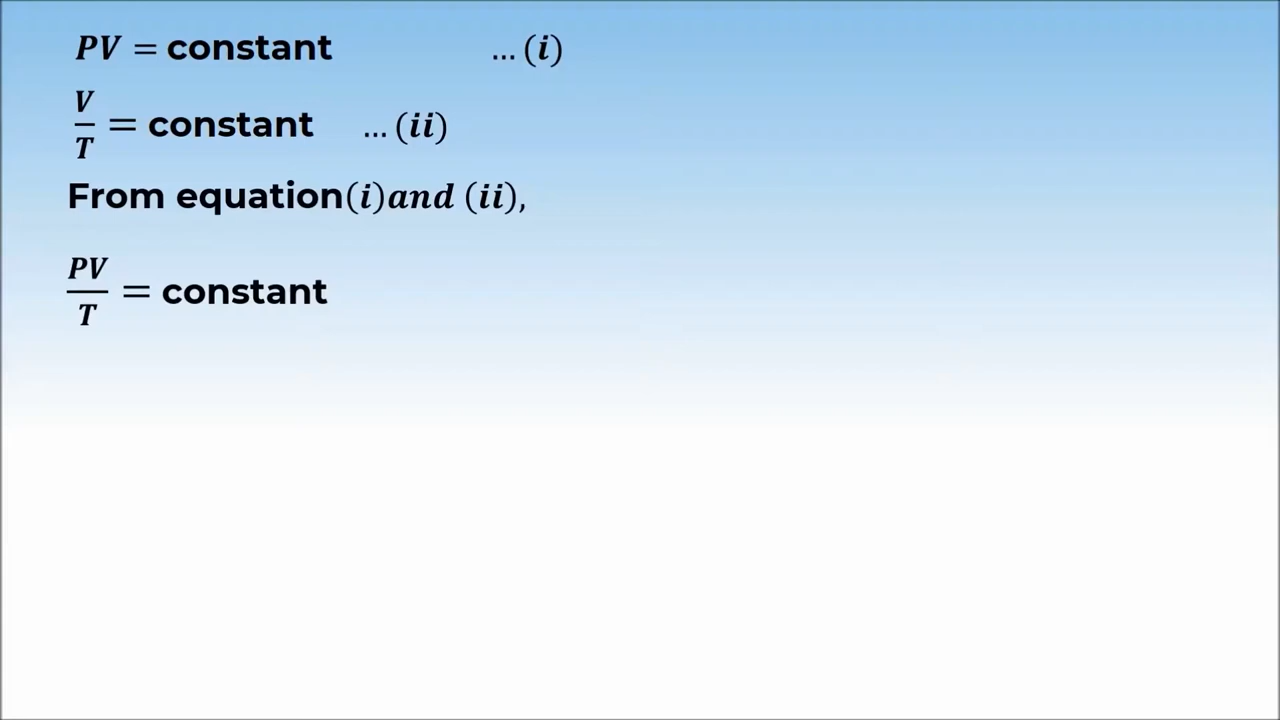 PV = constant ... (i)
V/T = constant ... (ii)
From equation(i)and (ii),
PV/T = constant